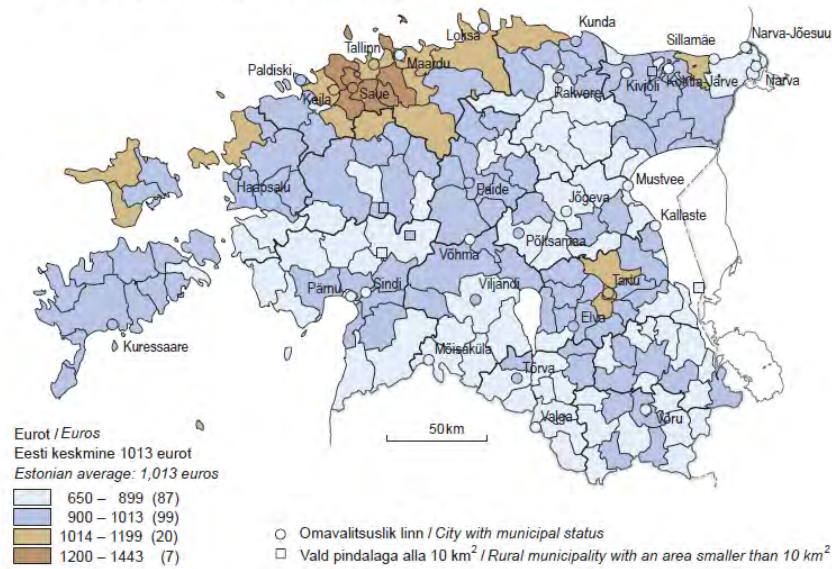 Kunda
Loksa
Sillamäe
Narva-Jõesuu
Tallinn
Maardu
Paldiski
Keila
Saue
Rakvere
Kiviõli
Kohtla-Järve
Narva
Haapsalu
Paide
Mustvee
Jõgeva
Kallaste
Põltsamaa
Võhma
Tartu
Pärnu
Sindi
Viljandi
Elva
Kuressaare
Mõisaküla
Tõrva
Valga
Võru
50km
Eurot / Euros
Eesti keskmine 1013 eurot
Estonian average: 1,013 euros
650 – 899 (87)
900 – 1013 (99)
1014 – 1199 (20)
1200 – 1443 (7)
Omavalitsuslik linn / City with municipal status
Vald pindalaga alla 10 km² / Rural municipality with an area smaller than 10 km²